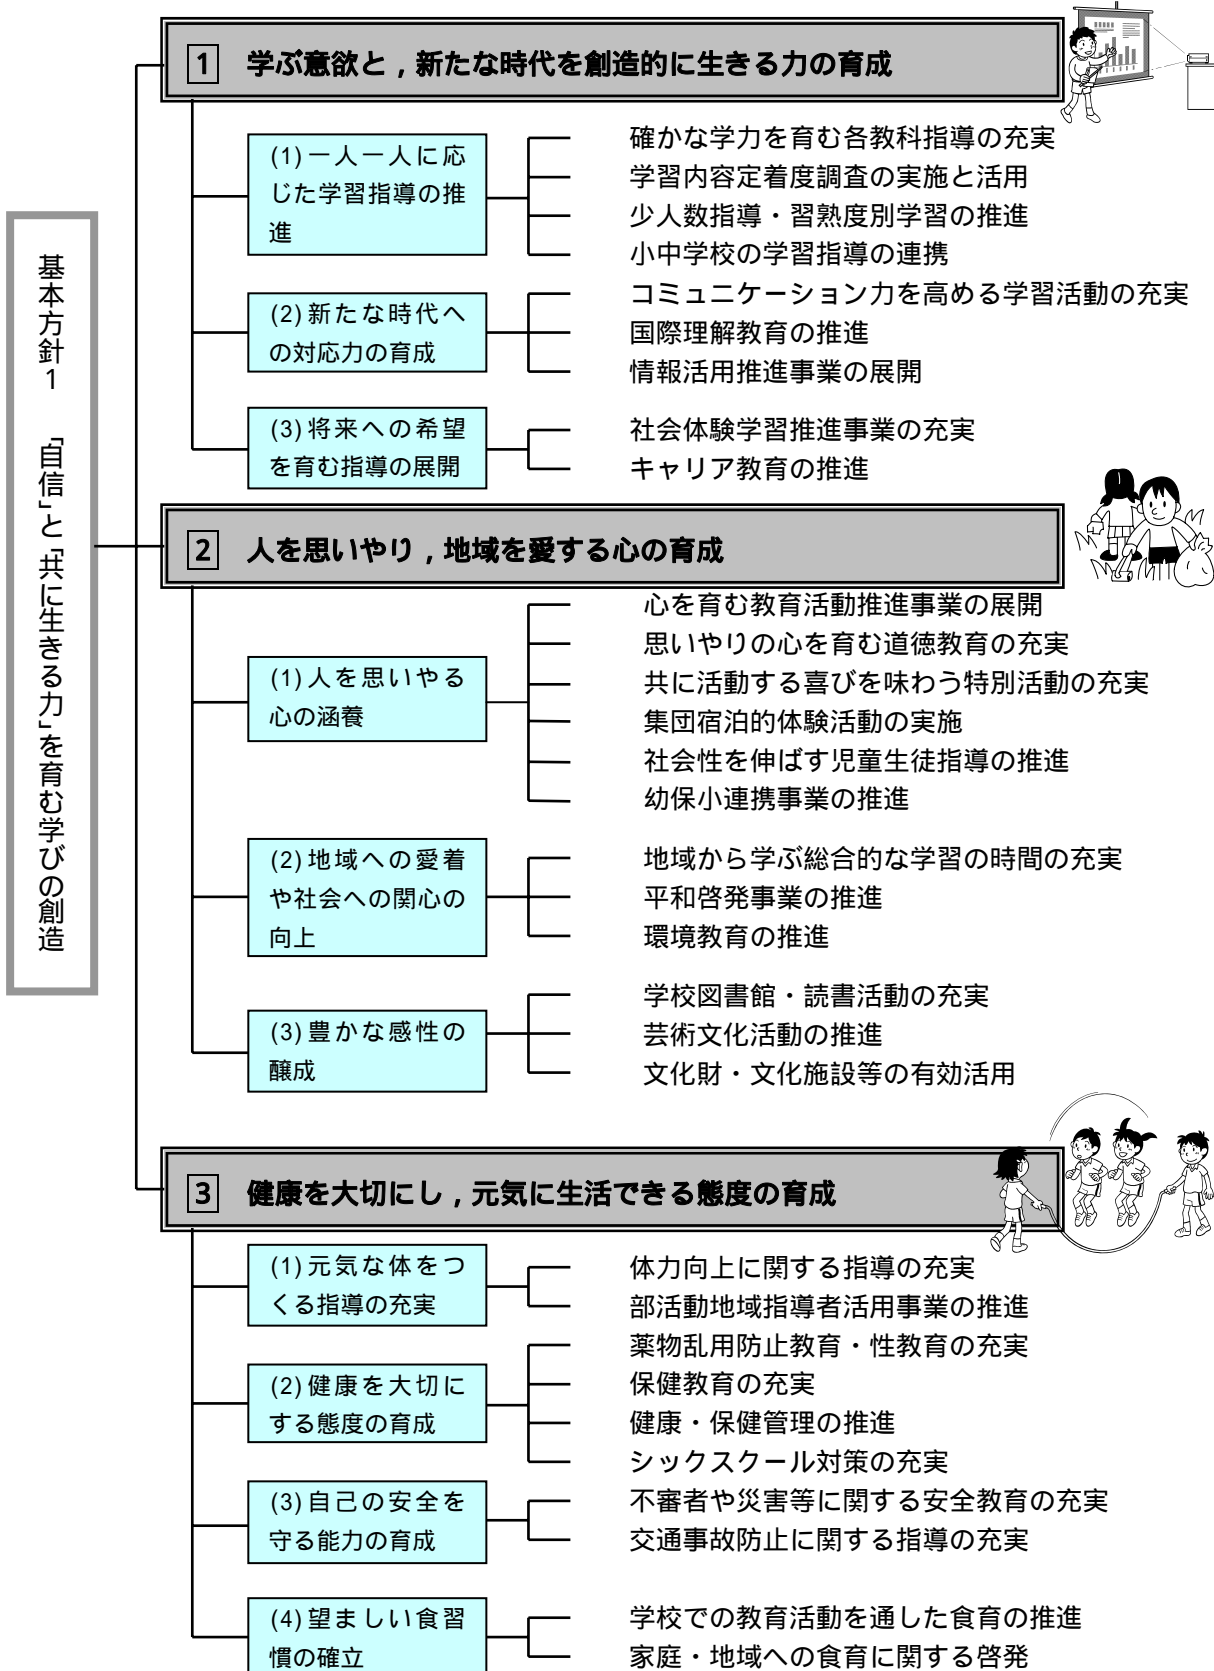 基本方針1 「自信」と「共に生きる力」を育む学びの創造
1 学ぶ意欲と，新たな時代を創造的に生きる力の育成
(1)一人一人に応
じた学習指導の推
進
確かな学力を育む各教科指導の充実
学習内容定着度調査の実施と活用
少人数指導・習熟度別学習の推進
小中学校の学習指導の連携
(2)新たな時代へ
の対応力の育成
コミュニケーション力を高める学習活動の充実
国際理解教育の推進
情報活用推進事業の展開
(3)将来への希望
を育む指導の展開
社会体験学習推進事業の充実
キャリア教育の推進
2 人を思いやり，地域を愛する心の育成
(1)人を思いやる
心の涵養
心を育む教育活動推進事業の展開
思いやりの心を育む道徳教育の充実
共に活動する喜びを味わう特別活動の充実
集団宿泊的体験活動の実施
社会性を伸ばす児童生徒指導の推進
幼保小連携事業の推進
(2)地域への愛着
や社会への関心の
向上
地域から学ぶ総合的な学習の時間の充実
平和啓発事業の推進
環境教育の推進
(3)豊かな感性の
醸成
学校図書館・読書活動の充実
芸術文化活動の推進
文化財・文化施設等の有効活用
3 健康を大切にし，元気に生活できる態度の育成
(1)元気な体をつ
くる指導の充実
体力向上に関する指導の充実
部活動地域指導者活用事業の推進
(2)健康を大切に
する態度の育成
薬物乱用防止教育・性教育の充実
保健教育の充実
健康・保健管理の推進
シックスクール対策の充実
(3)自己の安全を
守る能力の育成
不審者や災害等に関する安全教育の充実
交通事故防止に関する指導の充実
(4)望ましい食習
慣の確立
学校での教育活動を通した食育の推進
家庭・地域への食育に関する啓発